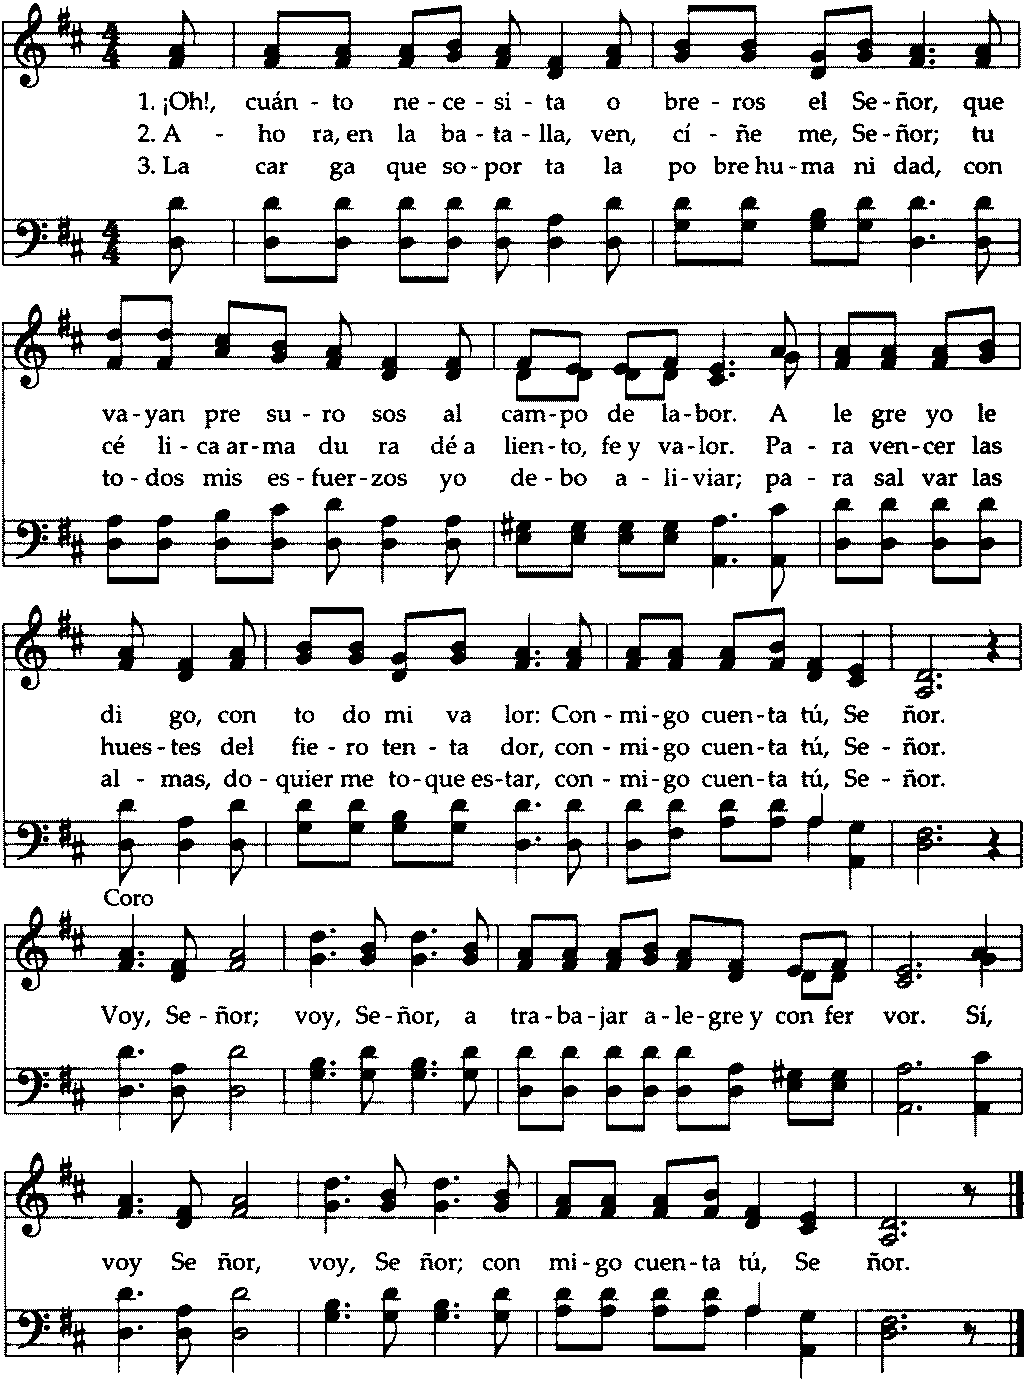 1. ¡Oh!, cuán - to ne - ce - si - ta o bre - ros el Se - ñor, que
2. A - ho ra, en la ba - ta - lla, ven, cí - ñe me, Se - ñor; tu
3. La car ga que so - por ta la po bre hu - ma ni dad, con
va - yan pre su - ro sos al cam - po de la - bor. A le gre yo le
cé li - ca ar - ma du ra dé a lien - to, fe y va - lor. Pa - ra ven - cer las
to - dos mis es - fuer - zos yo de - bo a - li - viar; pa - ra sal var las
di go, con to do mi va lor: Con - mi - go cuen - ta tú, Se ñor.
hues - tes del fie - ro ten - ta dor, con - mi - go cuen - ta tú, Se - ñor.
al - mas, do - quier me to - que es - tar, con - mi - go cuen - ta tú, Se - ñor.
Coro
Voy, Se - ñor; voy, Se - ñor, a tra - ba - jar a - le - gre y con fer vor. Sí,
voy Se ñor, voy, Se ñor; con mi - go cuen - ta tú, Se ñor.